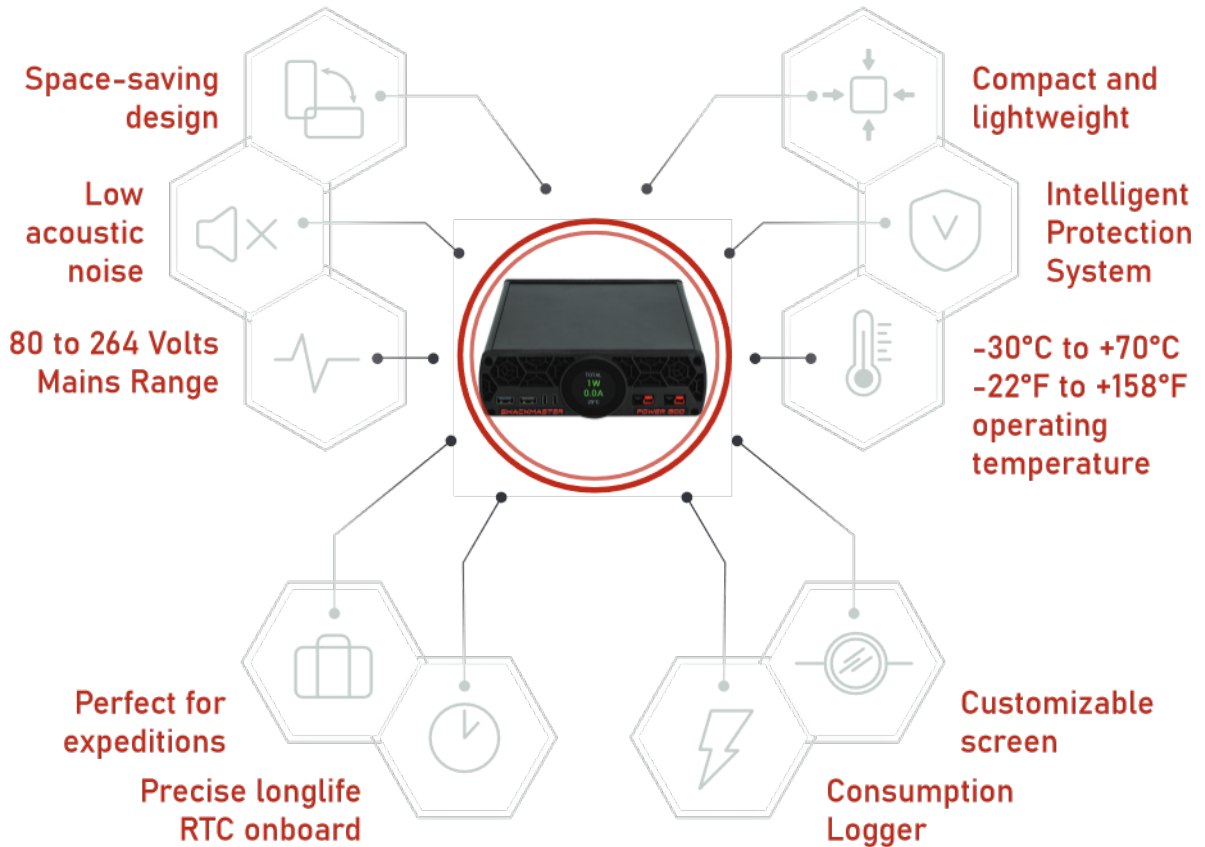 Space-saving
design
Compact and
lightweight
Low
acoustic
noise
Intelligent
Protection
System
V
80 to 264 Volts
Mains Range
-30°C to +70°C
-22°F to +158°F
operating
temperature
TOTAL
1W
0.0A
29°C
SHACKMASTER
POWER 500
Perfect for
expeditions
Precise longlife
RTC onboard
Customizable
screen
Consumption
Logger